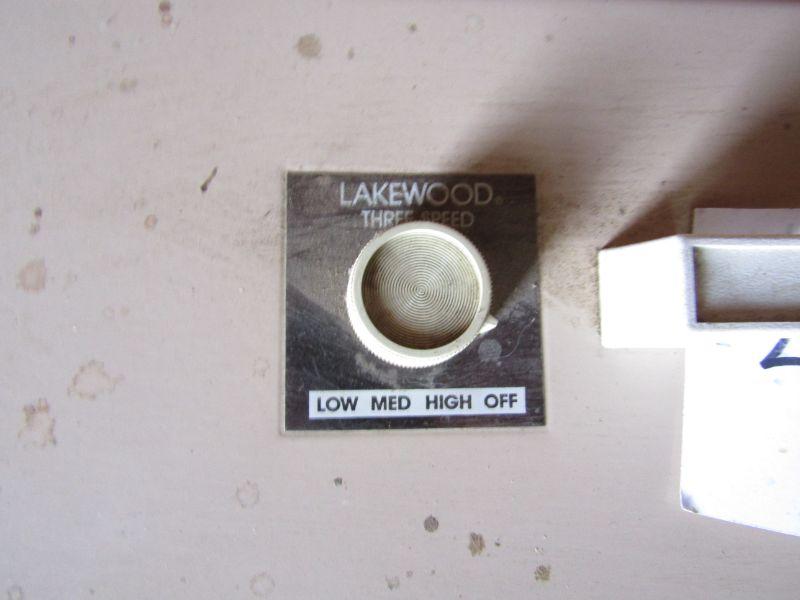 LAKEWOOD®
THREE SPEED
LOW MED HIGH OFF